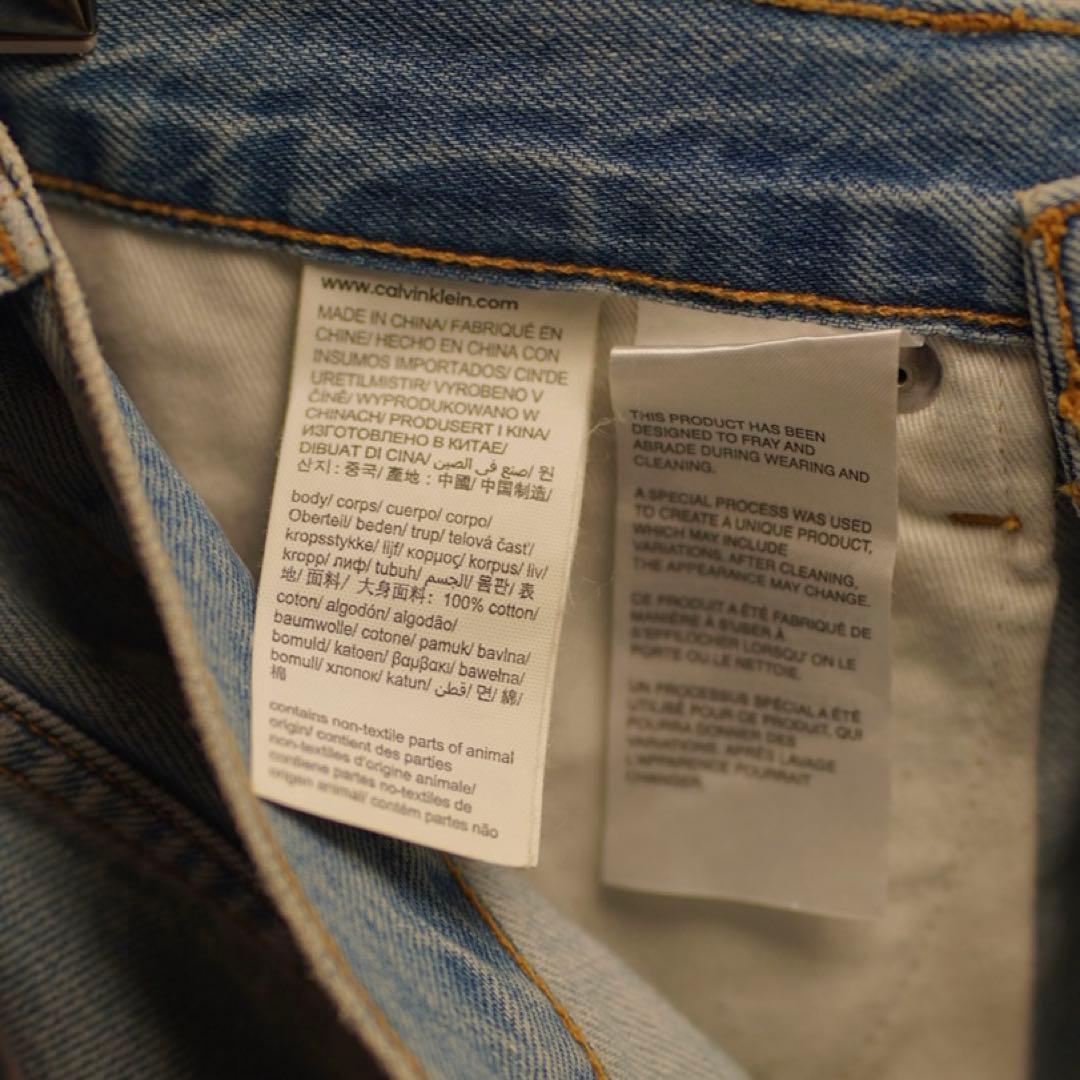 www.calvinklein.com
MADE IN CHINA/ FABRIQUÉ EN
CHINE/ HECHO EN CHINA CON
INSUMOS IMPORTADOS/ CIN'DE
URETILMISTIR/ VYROBENO V
ČÍNĚ/ WYPRODUKOWANO W
CHINACH/ PRODUSERT I KINA/
ИЗГОТОВЛЕНО В КИТАЕ/
DIBUAT DI CINA/ صنع في الصين/ 원
산지 : 중국/ 產地 : 中國/ 中国制造/
body/ corps/ cuerpo/ corpo/
Oberteil/ beden/ trup/ telová časť/
kropsstykke/ lijf/ κορμος/ korpus/ liv/
kropp/ лиф/ tubuh/ الجسم/ 몸판/ 表
地/ 面料/ 大身面料: 100% cotton/
coton/ algodón/ algodão/
baumwolle/ cotone/ pamuk/ bavlna/
bomuld/ katoen/ βαμβακι/ bawełna/
bomull/ хлопок/ katun/ قطن/ 면/ 綿/
棉
contains non-textile parts of animal
origin/ contient des parties
non-textiles d'origine animale/
contiene partes no-textiles de
origen animal/ contém partes não
THIS PRODUCT HAS BEEN
DESIGNED TO FRAY AND
ABRADE DURING WEARING AND
CLEANING.
A SPECIAL PROCESS WAS USED
TO CREATE A UNIQUE PRODUCT,
WHICH MAY INCLUDE
VARIATIONS. AFTER CLEANING,
THE APPEARANCE MAY CHANGE.
CE PRODUIT A ÉTÉ FABRIQUÉ DE
MANIÈRE À S'USER À
S'EFFILOCHER LORSQU' ON LE
PORTE OU LE NETTOIE.
UN PROCESSUS SPÉCIAL A ÉTÉ
UTILISÉ POUR CE PRODUIT, QUI
POURRA DONNER DES
VARIATIONS. APRÈS LAVAGE
L'APPARENCE POURRAIT
CHANGER.